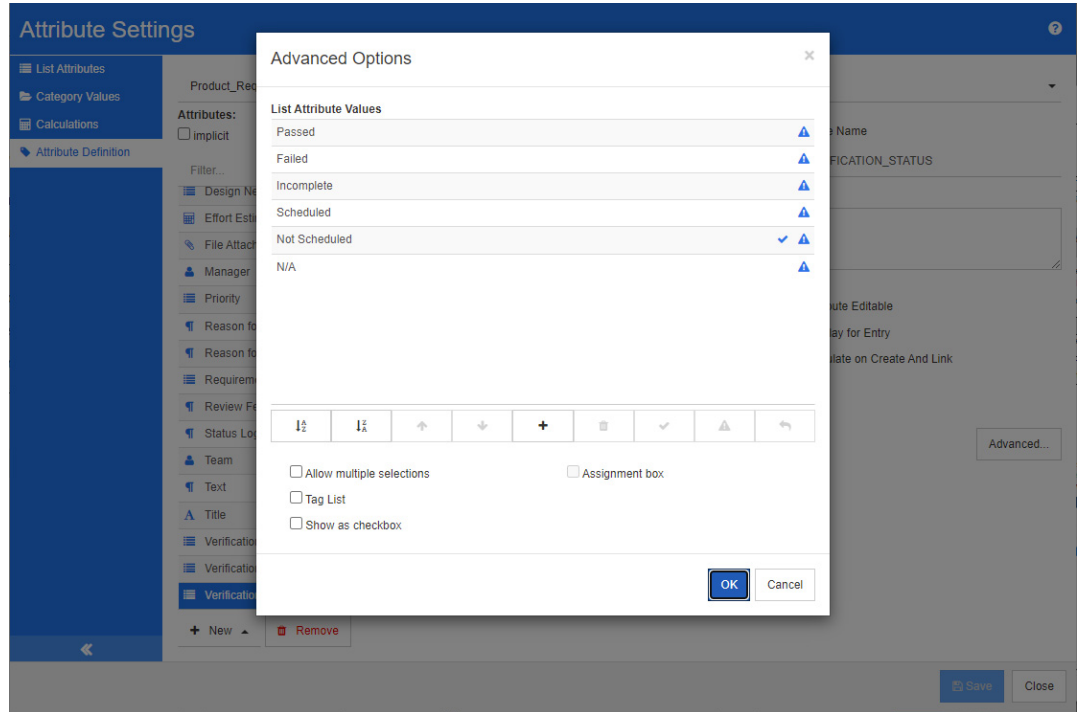 Attribute Settings
List Attributes
Category Values
Calculations
Attribute Definition
Product_Req
Attributes:
implicit
Filter...
Design Ne
Effort Esti
File Attach
Manager
Priority
Reason fo
Reason fo
Requirem
Review Fe
Status Log
Team
Text
Title
Verification
Verification
Verification
New
Remove
Advanced Options
List Attribute Values
Passed
Failed
Incomplete
Scheduled
Not Scheduled
N/A
Allow multiple selections
Assignment box
Tag List
Show as checkbox
OK
Cancel
e Name
FICATION_STATUS
ute Editable
lay for Entry
ulate on Create And Link
Advanced...
Save
Close